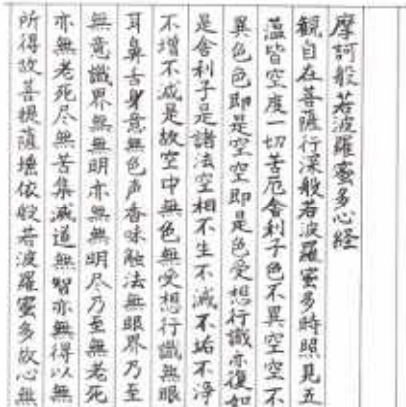 摩訶般若波羅蜜多心経
観自在菩薩行深般若波羅蜜多時照見五
蘊皆空度一切苦厄舎利子色不異空空不
異色色即是空空即是色受想行識亦復如
是舎利子是諸法空相不生不滅不垢不浄
不増不減是故空中無色無受想行識無眼
耳鼻舌身意無色声香味触法無眼界乃至
無意識界無無明亦無無明尽乃至無老死
亦無老死尽無苦集滅道無智亦無得以無
所得故菩提薩埵依般若波羅蜜多故心無